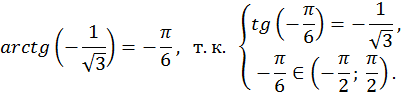 arctg(−1/√3) = −π/6, т. к. { tg(−π/6) = −1/√3,
−π/6 ∈ (−π/2; π/2).